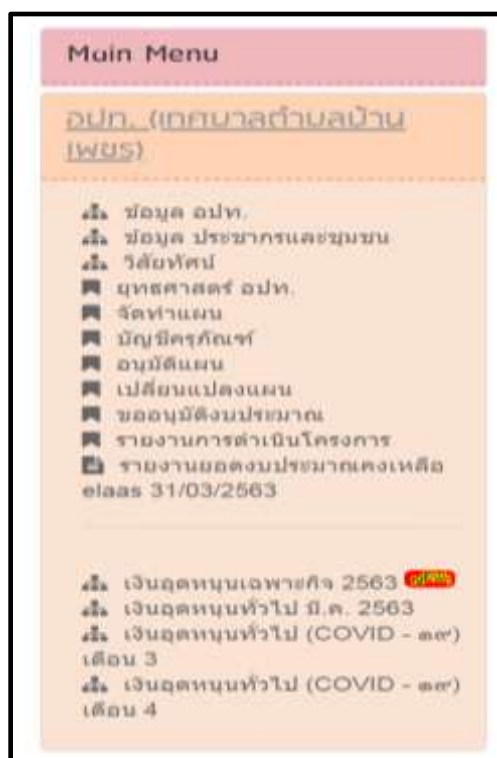 Main Menu
อปท. (เทศบาลตำบลบ้าน
เพชร)
ข้อมูล อปท.
ข้อมูล ประชากรและชุมชน
วิสัยทัศน์
ยุทธศาสตร์ อปท.
จัดทำแผน
บัญชีครุภัณฑ์
อนุมัติแผน
เปลี่ยนแปลงแผน
ขออนุมัติงบประมาณ
รายงานการดำเนินโครงการ
รายงานยอดงบประมาณคงเหลือ
elaas 31/03/2563
เงินอุดหนุนเฉพาะกิจ 2563
เงินอุดหนุนทั่วไป มี.ค. 2563
เงินอุดหนุนทั่วไป (COVID - ๑๙)
เดือน 3
เงินอุดหนุนทั่วไป (COVID - ๑๙)
เดือน 4